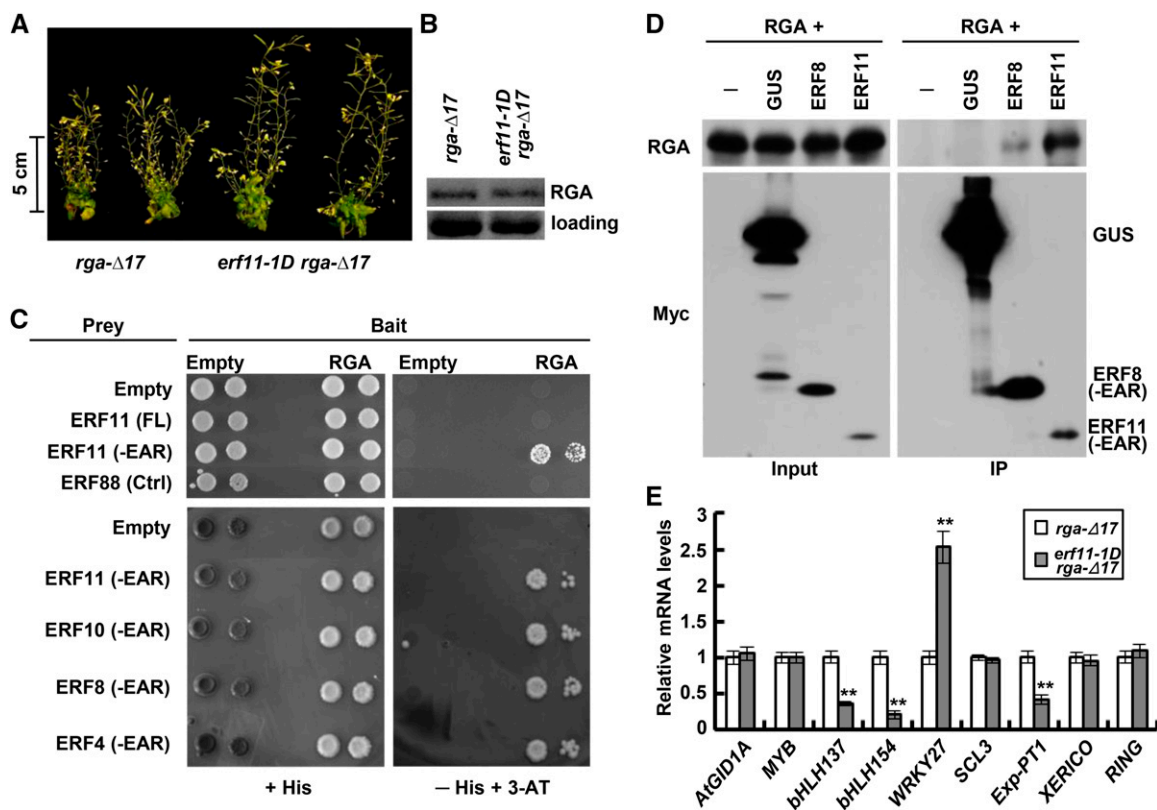 A
5 cm
rga-Δ17
erf11-1D rga-Δ17
B
rga-Δ17
erf11-1D
rga-Δ17
RGA
loading
C
Prey
Bait
Empty
RGA
Empty
RGA
Empty
ERF11 (FL)
ERF11 (-EAR)
ERF88 (Ctrl)
Empty
ERF11 (-EAR)
ERF10 (-EAR)
ERF8 (-EAR)
ERF4 (-EAR)
+ His
– His + 3-AT
D
RGA +
RGA +
–
GUS
ERF8
ERF11
–
GUS
ERF8
ERF11
RGA
Myc
GUS
ERF8
(-EAR)
ERF11
(-EAR)
Input
IP
E
Relative mRNA levels
3
2.5
2
1.5
1
0.5
0
**
**
**
**
rga-Δ17
erf11-1D
rga-Δ17
AtGID1A
MYB
bHLH137
bHLH154
WRKY27
SCL3
Exp-PT1
XERICO
RING